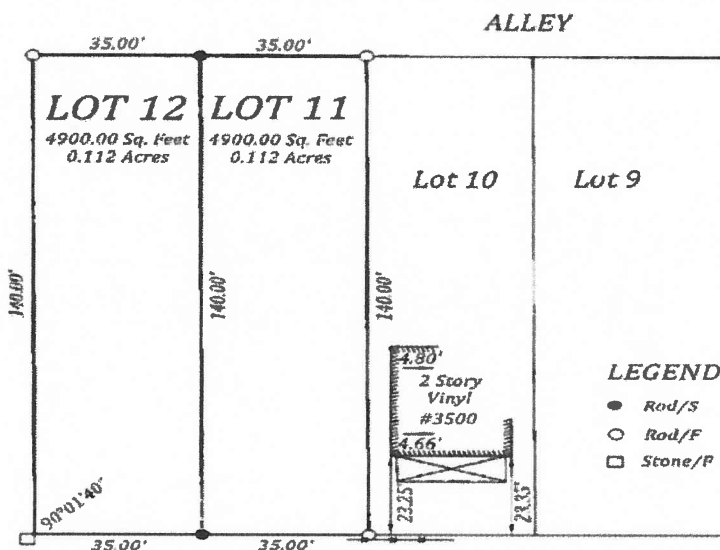 ALLEY
35.00'
35.00'
LOT 12
4900.00 Sq. Feet
0.112 Acres
LOT 11
4900.00 Sq. Feet
0.112 Acres
Lot 10
Lot 9
140.00'
140.00'
140.00'
4.80'
2 Story
Vinyl
#3500
4.66'
23.25'
23.35'
LEGEND
Rod/S
Rod/F
Stone/F
90°01'40"
35.00'
35.00'